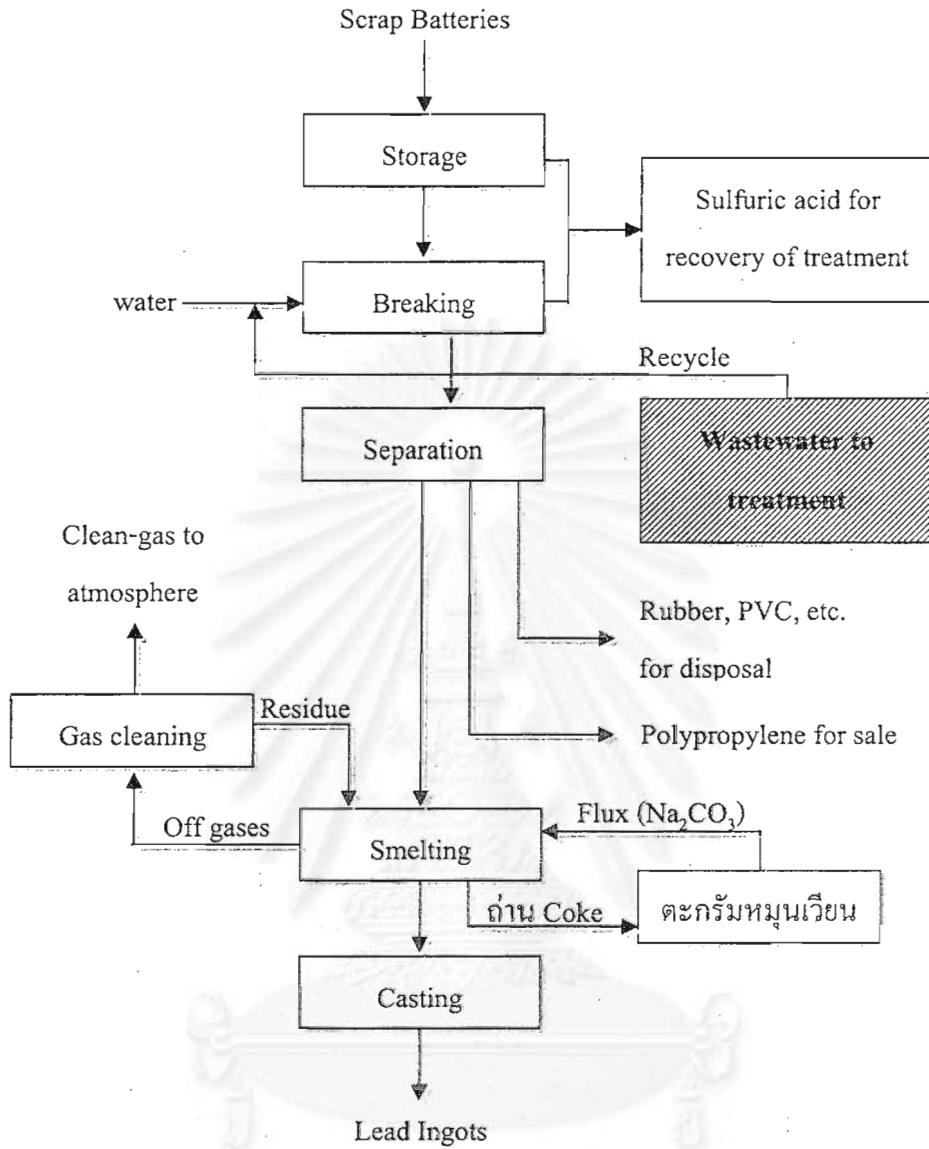 Scrap Batteries
Storage
Sulfuric acid for
recovery of treatment
water
Breaking
Recycle
Separation
Wastewater to
treatment
Clean-gas to
atmosphere
Rubber, PVC, etc.
for disposal
Residue
Gas cleaning
Polypropylene for sale
Flux (Na₂CO₃)
Off gases
Smelting
ถ่าน Coke
ตะกรัมหมุนเวียน
Casting
Lead Ingots